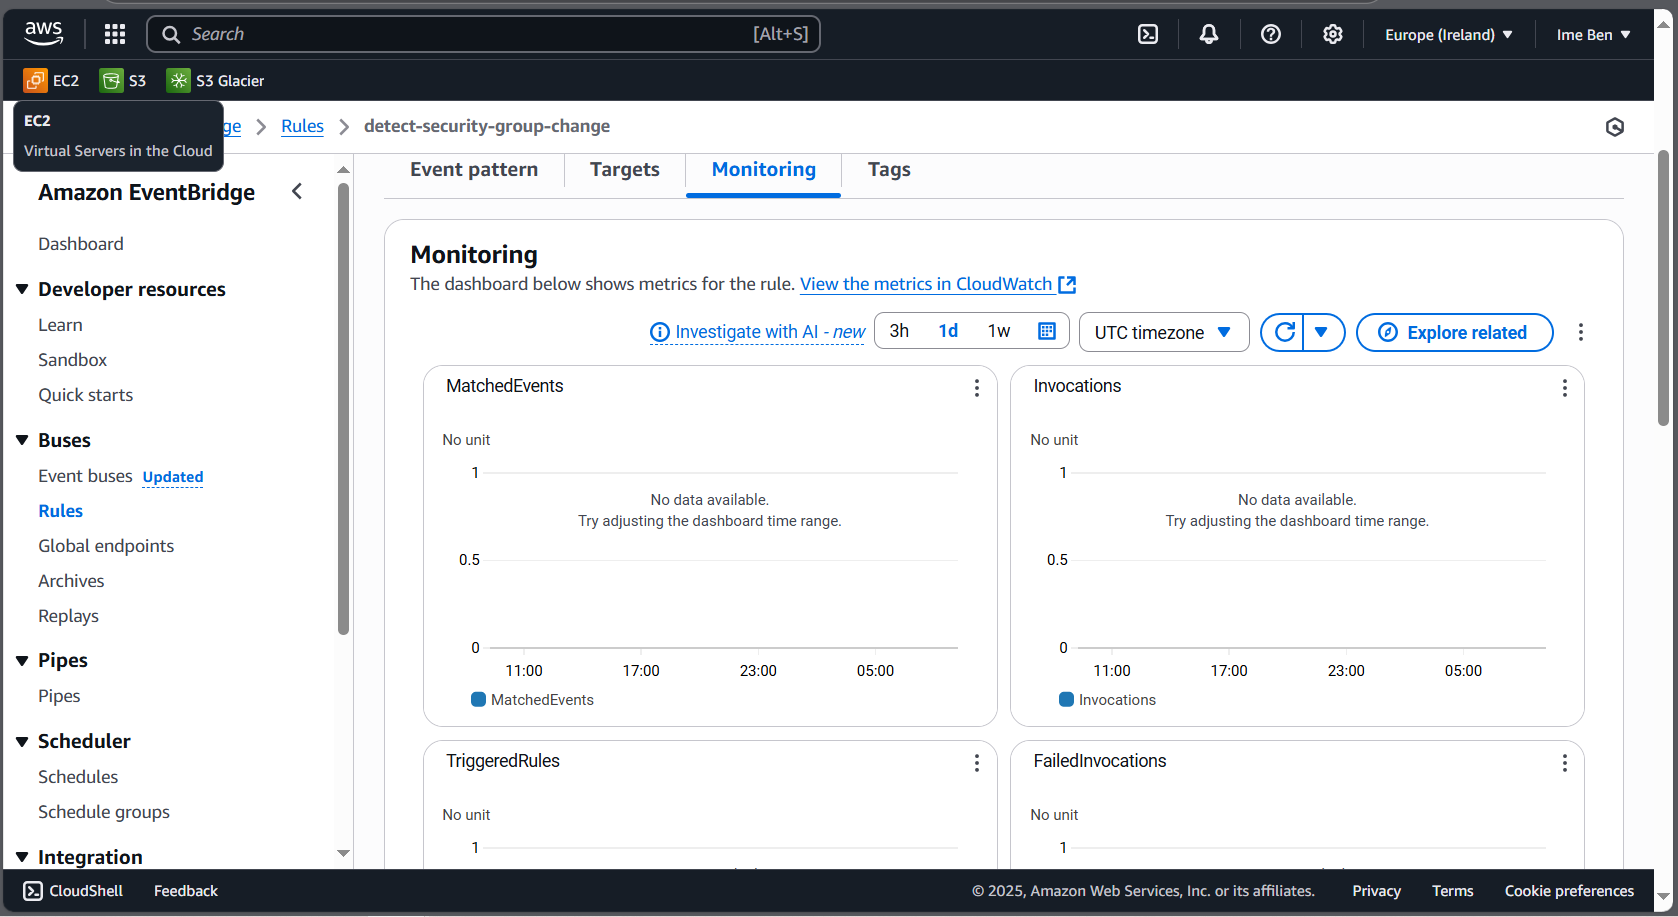 aws
Search [Alt+S]
Europe (Ireland)
Ime Ben
EC2
S3
S3 Glacier
EC2
Virtual Servers in the Cloud
ge
Rules
detect-security-group-change
Amazon EventBridge
Dashboard
Developer resources
Learn
Sandbox
Quick starts
Buses
Event buses Updated
Rules
Global endpoints
Archives
Replays
Pipes
Pipes
Scheduler
Schedules
Schedule groups
Integration
Event pattern
Targets
Monitoring
Tags
Monitoring
The dashboard below shows metrics for the rule. View the metrics in CloudWatch
Investigate with AI - new
3h
1d
1w
UTC timezone
Explore related
MatchedEvents
No unit
1
No data available.
Try adjusting the dashboard time range.
0.5
0
11:00 17:00 23:00 05:00
MatchedEvents
Invocations
No unit
1
No data available.
Try adjusting the dashboard time range.
0.5
0
11:00 17:00 23:00 05:00
Invocations
TriggeredRules
No unit
1
FailedInvocations
No unit
1
CloudShell
Feedback
© 2025, Amazon Web Services, Inc. or its affiliates.
Privacy
Terms
Cookie preferences